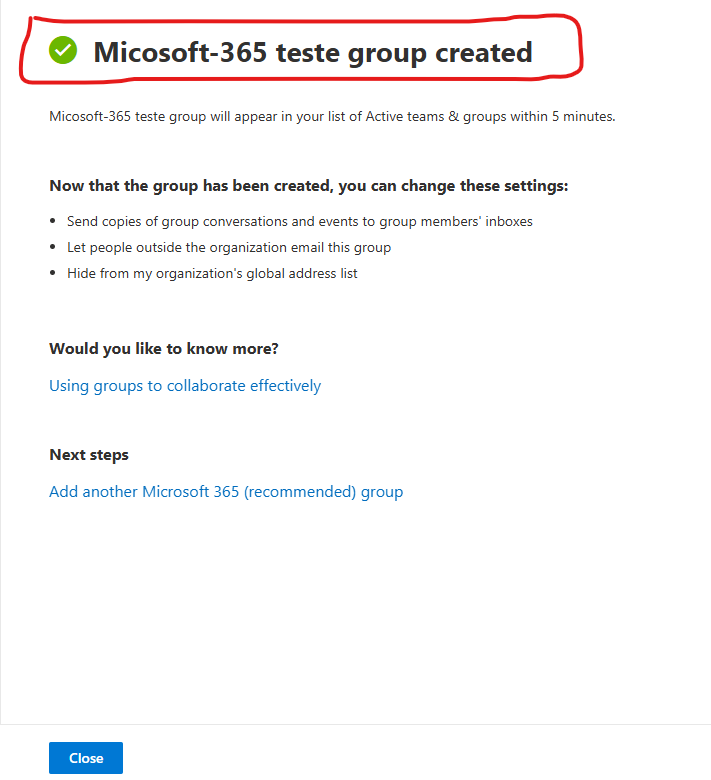 Micosoft-365 teste group created
Micosoft-365 teste group will appear in your list of Active teams & groups within 5 minutes.
Now that the group has been created, you can change these settings:
• Send copies of group conversations and events to group members' inboxes
• Let people outside the organization email this group
• Hide from my organization's global address list
Would you like to know more?
Using groups to collaborate effectively
Next steps
Add another Microsoft 365 (recommended) group
Close